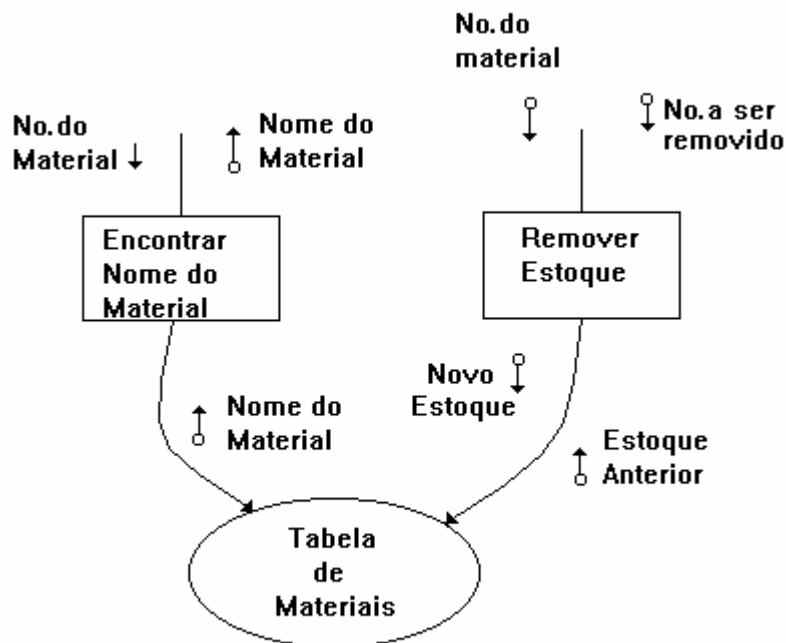 No. do
material
No. a ser
removido
No. do
Material
Nome do
Material
Encontrar
Nome do
Material
Remover
Estoque
Novo
Estoque
Nome do
Material
Estoque
Anterior
Tabela
de
Materiais